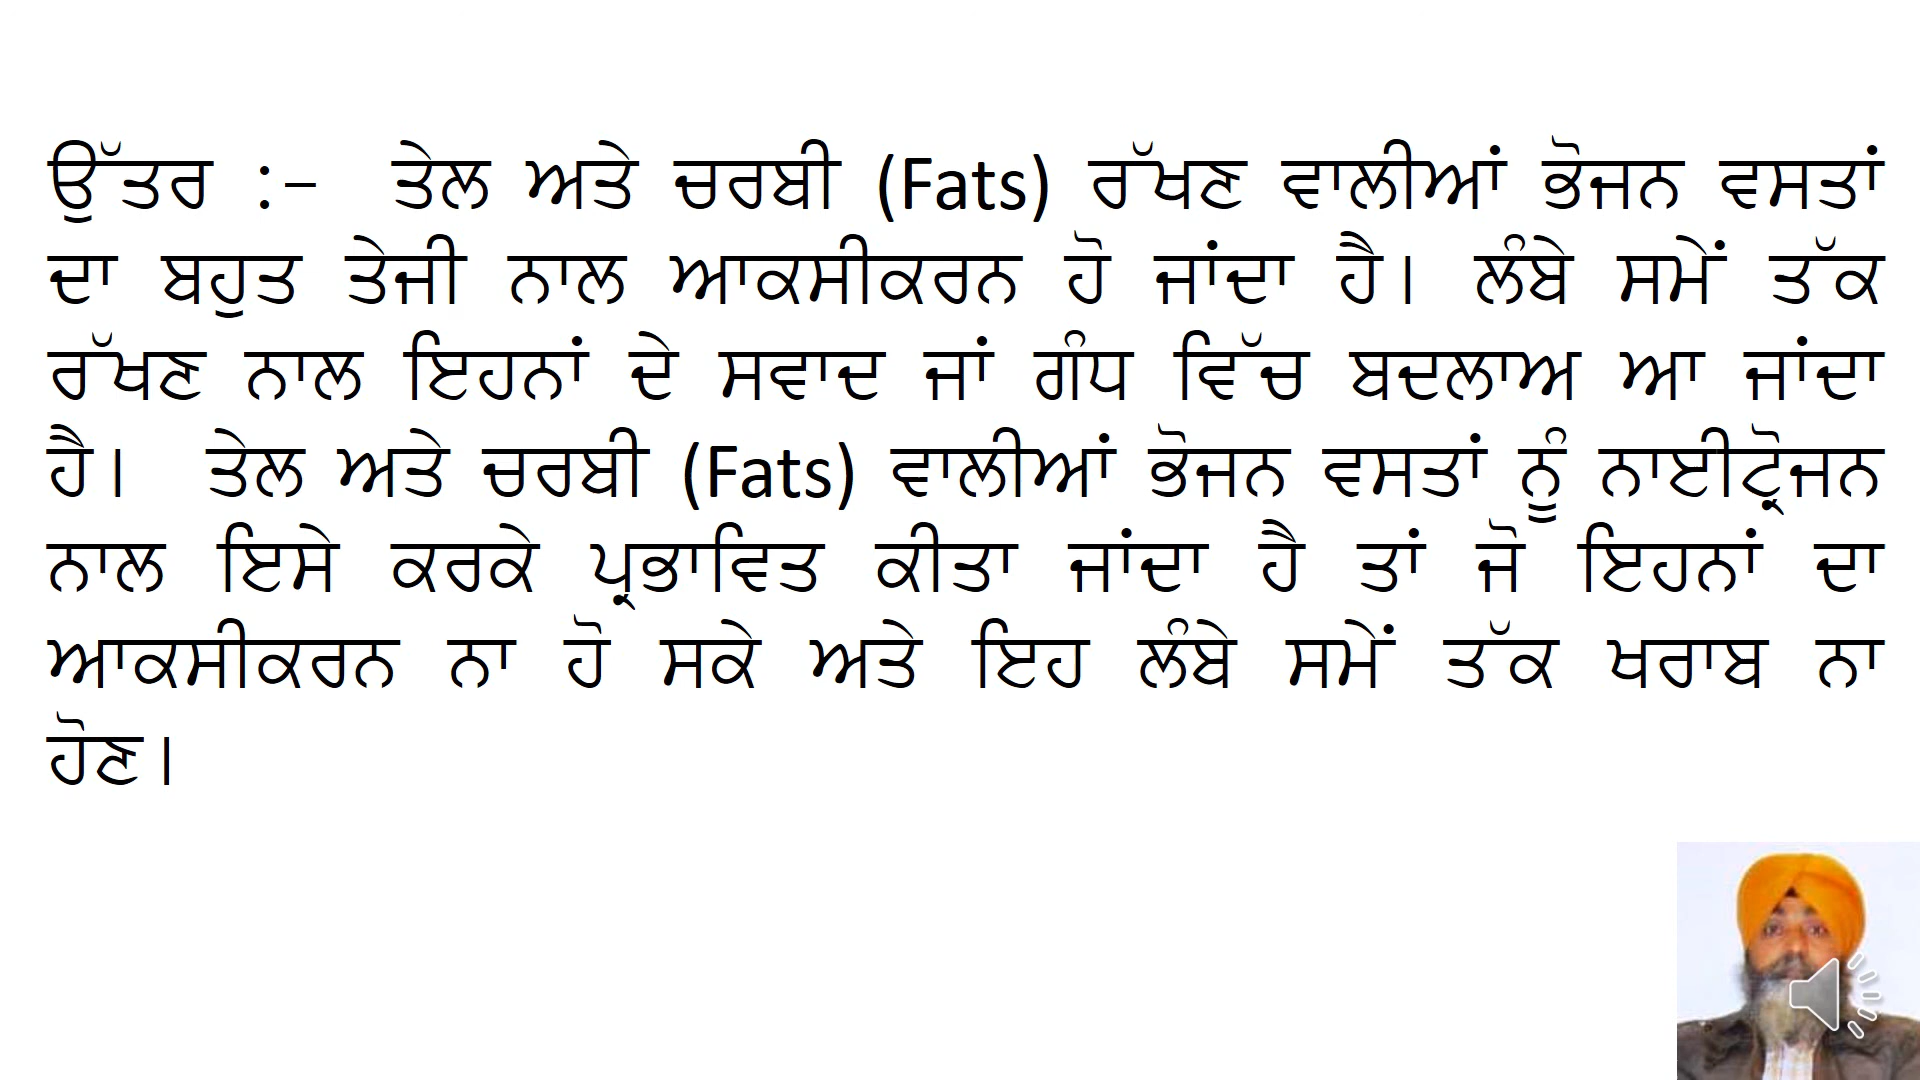 ਉੱਤਰ :– ਤੇਲ ਅਤੇ ਚਰਬੀ (Fats) ਰੱਖਣ ਵਾਲੀਆਂ ਭੋਜਨ ਵਸਤਾਂ
ਦਾ ਬਹੁਤ ਤੇਜੀ ਨਾਲ ਆਕਸੀਕਰਨ ਹੋ ਜਾਂਦਾ ਹੈ। ਲੰਬੇ ਸਮੇਂ ਤੱਕ
ਰੱਖਣ ਨਾਲ ਇਹਨਾਂ ਦੇ ਸਵਾਦ ਜਾਂ ਗੰਧ ਵਿੱਚ ਬਦਲਾਅ ਆ ਜਾਂਦਾ
ਹੈ। ਤੇਲ ਅਤੇ ਚਰਬੀ (Fats) ਵਾਲੀਆਂ ਭੋਜਨ ਵਸਤਾਂ ਨੂੰ ਨਾਈਟ੍ਰੋਜਨ
ਨਾਲ ਇਸੇ ਕਰਕੇ ਪ੍ਰਭਾਵਿਤ ਕੀਤਾ ਜਾਂਦਾ ਹੈ ਤਾਂ ਜੋ ਇਹਨਾਂ ਦਾ
ਆਕਸੀਕਰਨ ਨਾ ਹੋ ਸਕੇ ਅਤੇ ਇਹ ਲੰਬੇ ਸਮੇਂ ਤੱਕ ਖਰਾਬ ਨਾ
ਹੋਣ।